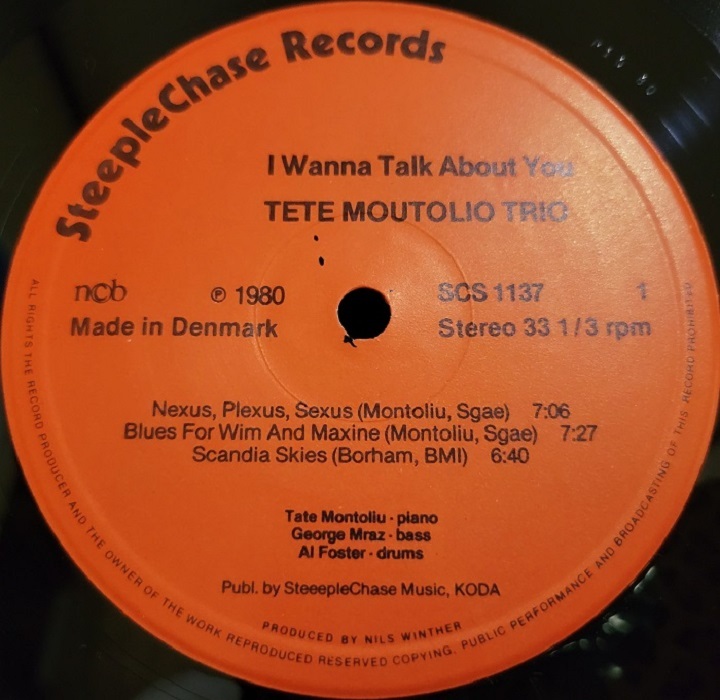 SteepleChase Records
I Wanna Talk About You
TETE MOUTOLIO TRIO
ncb ℗ 1980 SCS 1137 1
Made in Denmark Stereo 33 1/3 rpm
Nexus, Plexus, Sexus (Montoliu, Sgae) 7:06
Blues For Wim And Maxine (Montoliu, Sgae) 7:27
Scandia Skies (Borham, BMI) 6:40
Tate Montoliu · piano
George Mraz · bass
Al Foster · drums
Publ. by SteeepleChase Music, KODA
PRODUCED BY NILS WINTHER
ALL RIGHTS THE RECORD PRODUCER AND THE OWNER OF THE WORK REPRODUCED RESERVED COPYING. PUBLIC PERFORMANCE AND BROADCASTING OF THIS RECORD PROHIBITED